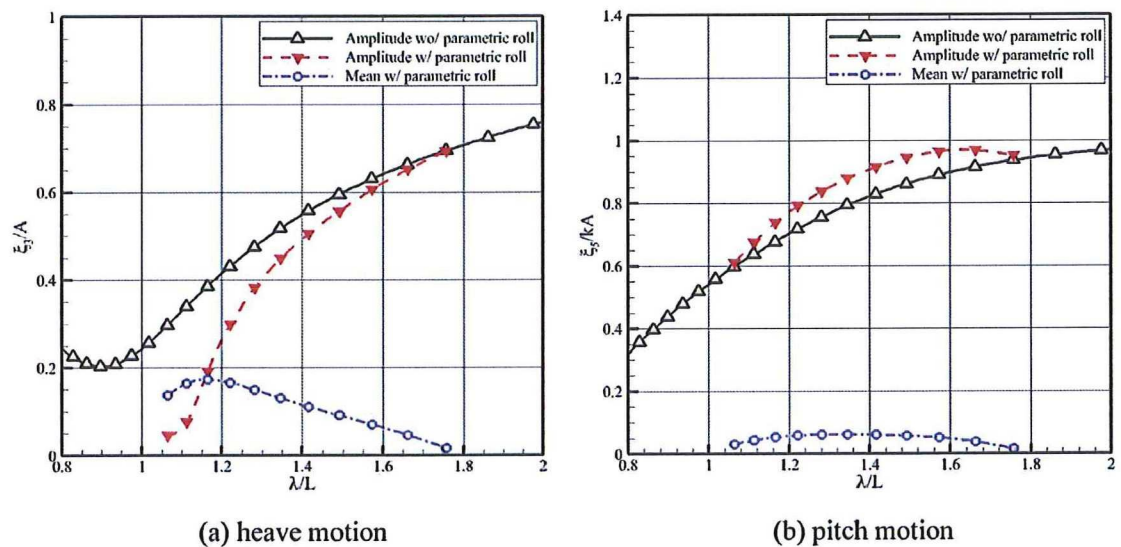 1
0.8
0.6
0.4
0.2
0
ξ3/A
Amplitude wo/ parametric roll
Amplitude w/ parametric roll
Mean w/ parametric roll
0.8 1 1.2 1.4 1.6 1.8 2
λ/L
(a) heave motion
1.4
1.2
1
0.8
0.6
0.4
0.2
0
ξ5/kA
Amplitude wo/ parametric roll
Amplitude w/ parametric roll
Mean w/ parametric roll
0.8 1 1.2 1.4 1.6 1.8 2
λ/L
(b) pitch motion